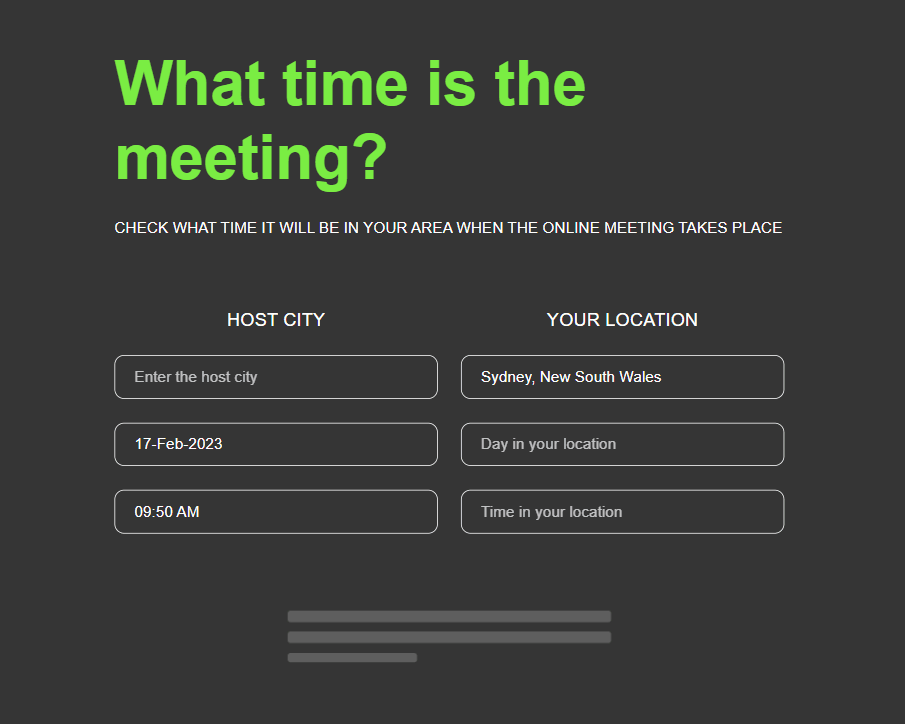 What time is the
meeting?
CHECK WHAT TIME IT WILL BE IN YOUR AREA WHEN THE ONLINE MEETING TAKES PLACE
HOST CITY
YOUR LOCATION
Enter the host city
Sydney, New South Wales
17-Feb-2023
Day in your location
09:50 AM
Time in your location